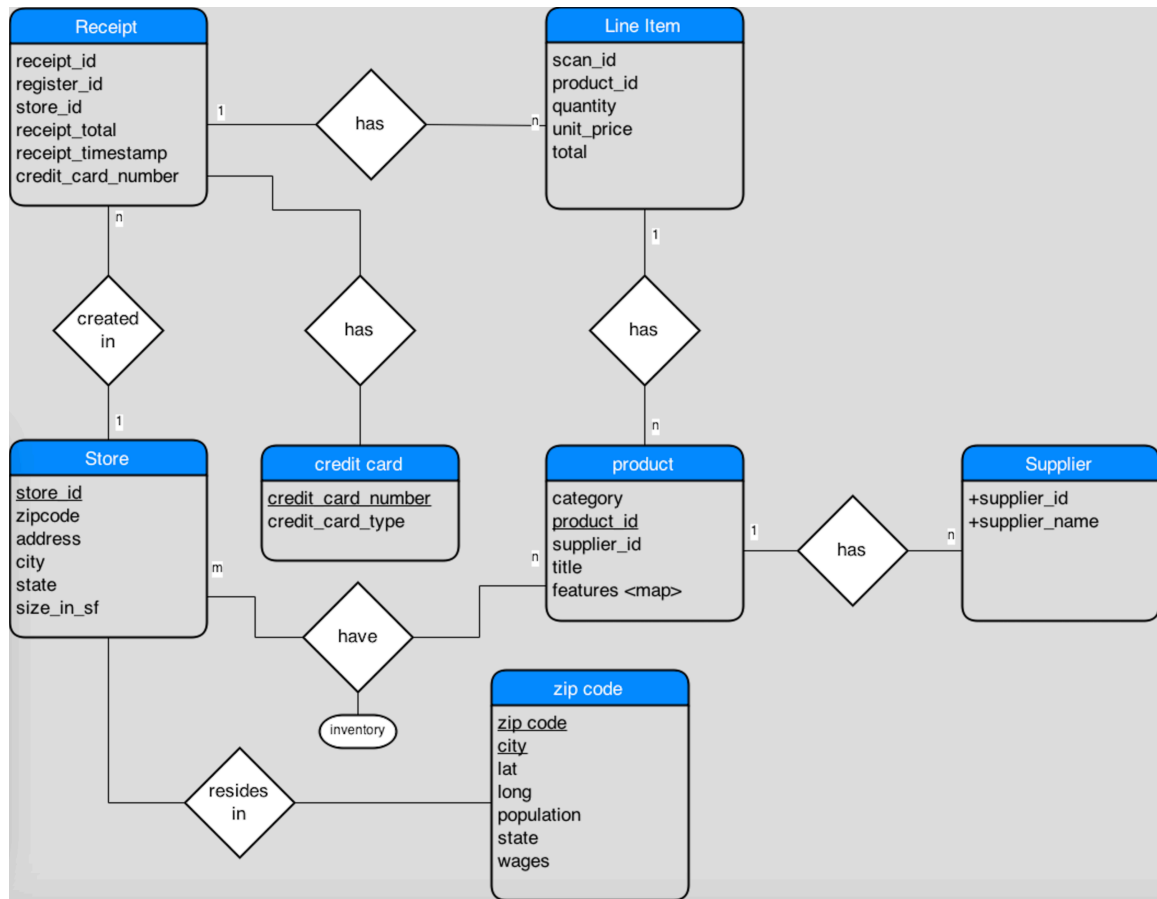 Receipt
receipt_id
register_id
store_id
receipt_total
receipt_timestamp
credit_card_number
1
has
n
Line Item
scan_id
product_id
quantity
unit_price
total
n
created
in
1
has
1
has
n
Store
store_id
zipcode
address
city
state
size_in_sf
credit card
credit_card_number
credit_card_type
product
category
product_id
supplier_id
title
features <map>
1
has
n
Supplier
+supplier_id
+supplier_name
m
have
n
inventory
resides
in
zip code
zip code
city
lat
long
population
state
wages